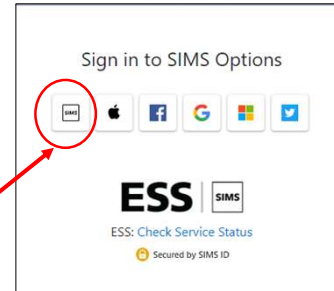 Sign in to SIMS Options
SIMS
ESS SIMS
ESS: Check Service Status
Secured by SIMS ID